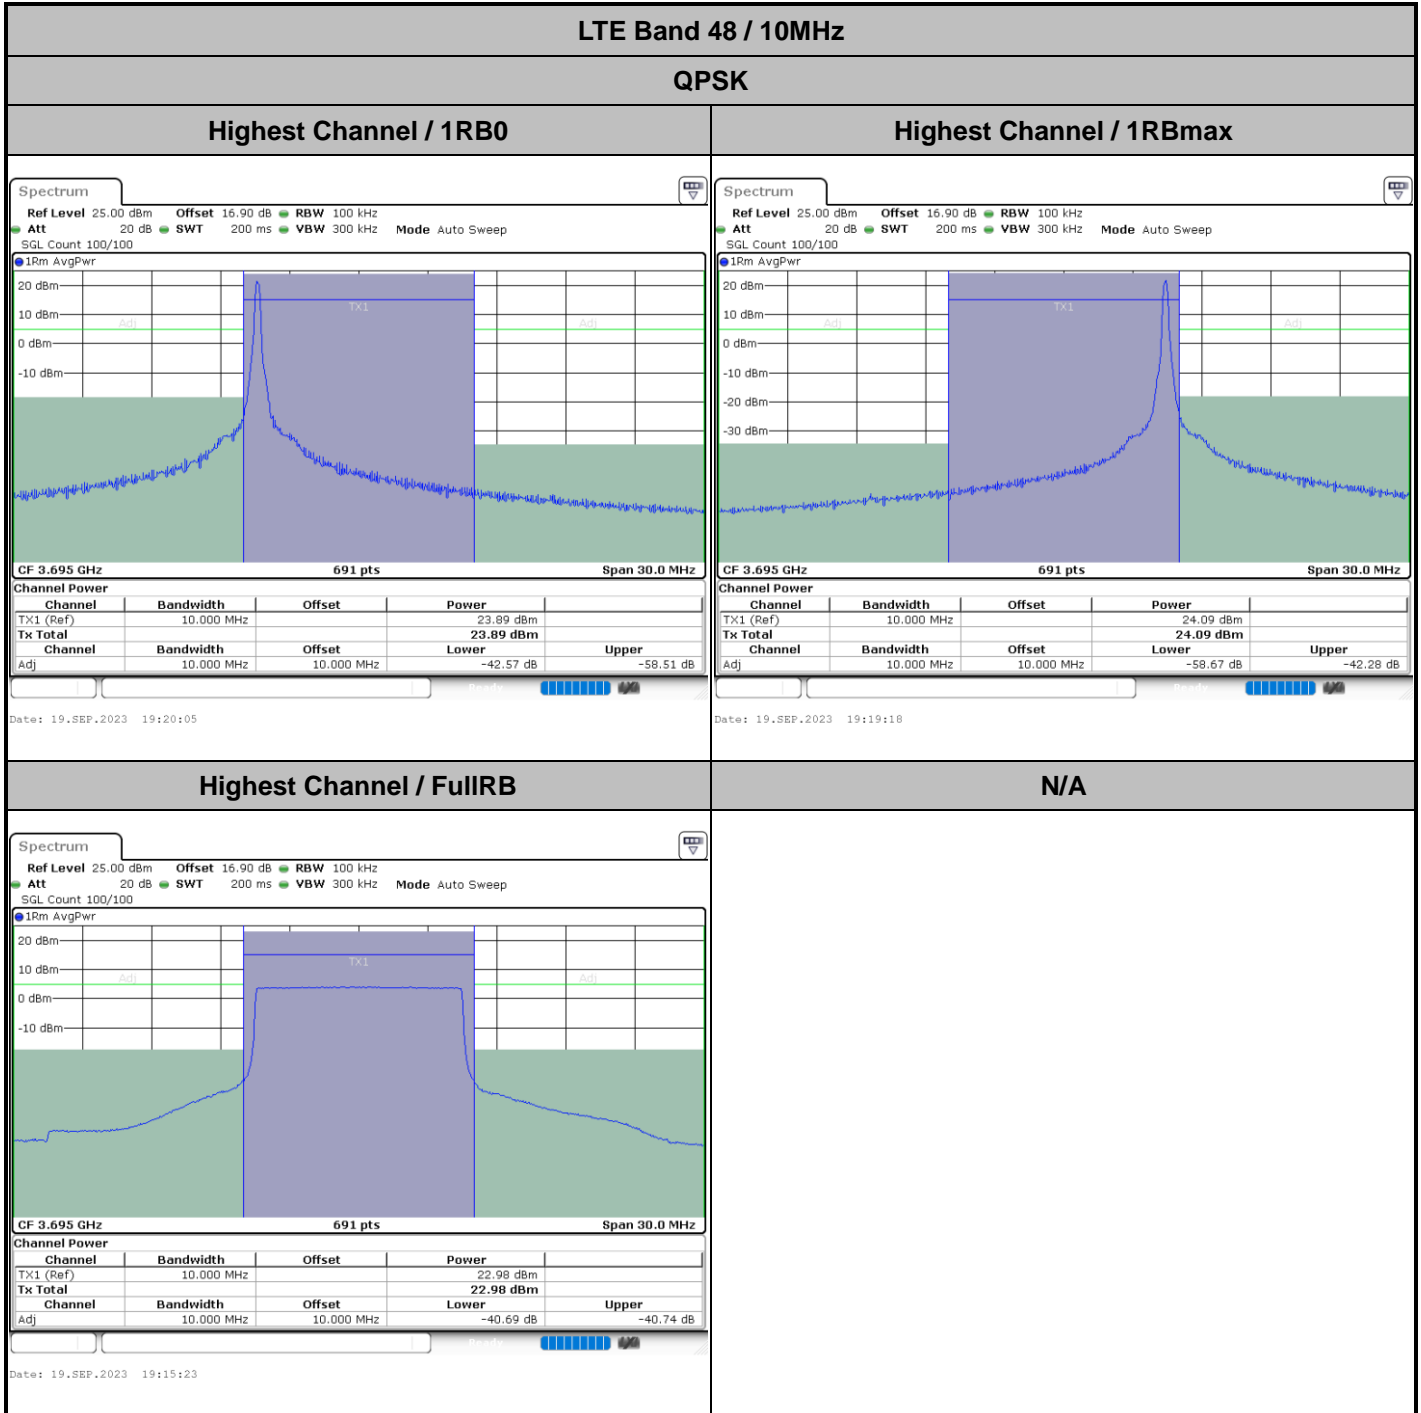 LTE Band 48 / 10MHz
QPSK
Highest Channel / 1RB0
Highest Channel / 1RBmax
Spectrum
Ref Level 25.00 dBm Offset 16.90 dB RBW 100 kHz
Att 20 dB SWT 200 ms VBW 300 kHz Mode Auto Sweep
SGL Count 100/100
1Rm AvgPwr
20 dBm
10 dBm
0 dBm
-10 dBm
Adj
TX1
Adj
CF 3.695 GHz 691 pts Span 30.0 MHz
Channel Power
Channel Bandwidth Offset Power
TX1 (Ref) 10.000 MHz 23.89 dBm
Tx Total 23.89 dBm
Channel Bandwidth Offset Lower Upper
Adj 10.000 MHz 10.000 MHz -42.57 dB -58.51 dB
Ready
Date: 19.SEP.2023 19:20:05
Spectrum
Ref Level 25.00 dBm Offset 16.90 dB RBW 100 kHz
Att 20 dB SWT 200 ms VBW 300 kHz Mode Auto Sweep
SGL Count 100/100
1Rm AvgPwr
20 dBm
10 dBm
0 dBm
-10 dBm
-20 dBm
-30 dBm
Adj
TX1
Adj
CF 3.695 GHz 691 pts Span 30.0 MHz
Channel Power
Channel Bandwidth Offset Power
TX1 (Ref) 10.000 MHz 24.09 dBm
Tx Total 24.09 dBm
Channel Bandwidth Offset Lower Upper
Adj 10.000 MHz 10.000 MHz -58.67 dB -42.28 dB
Ready
Date: 19.SEP.2023 19:19:18
Highest Channel / FullRB
N/A
Spectrum
Ref Level 25.00 dBm Offset 16.90 dB RBW 100 kHz
Att 20 dB SWT 200 ms VBW 300 kHz Mode Auto Sweep
SGL Count 100/100
1Rm AvgPwr
20 dBm
10 dBm
0 dBm
-10 dBm
Adj
TX1
Adj
CF 3.695 GHz 691 pts Span 30.0 MHz
Channel Power
Channel Bandwidth Offset Power
TX1 (Ref) 10.000 MHz 22.98 dBm
Tx Total 22.98 dBm
Channel Bandwidth Offset Lower Upper
Adj 10.000 MHz 10.000 MHz -40.69 dB -40.74 dB
Ready
Date: 19.SEP.2023 19:15:23